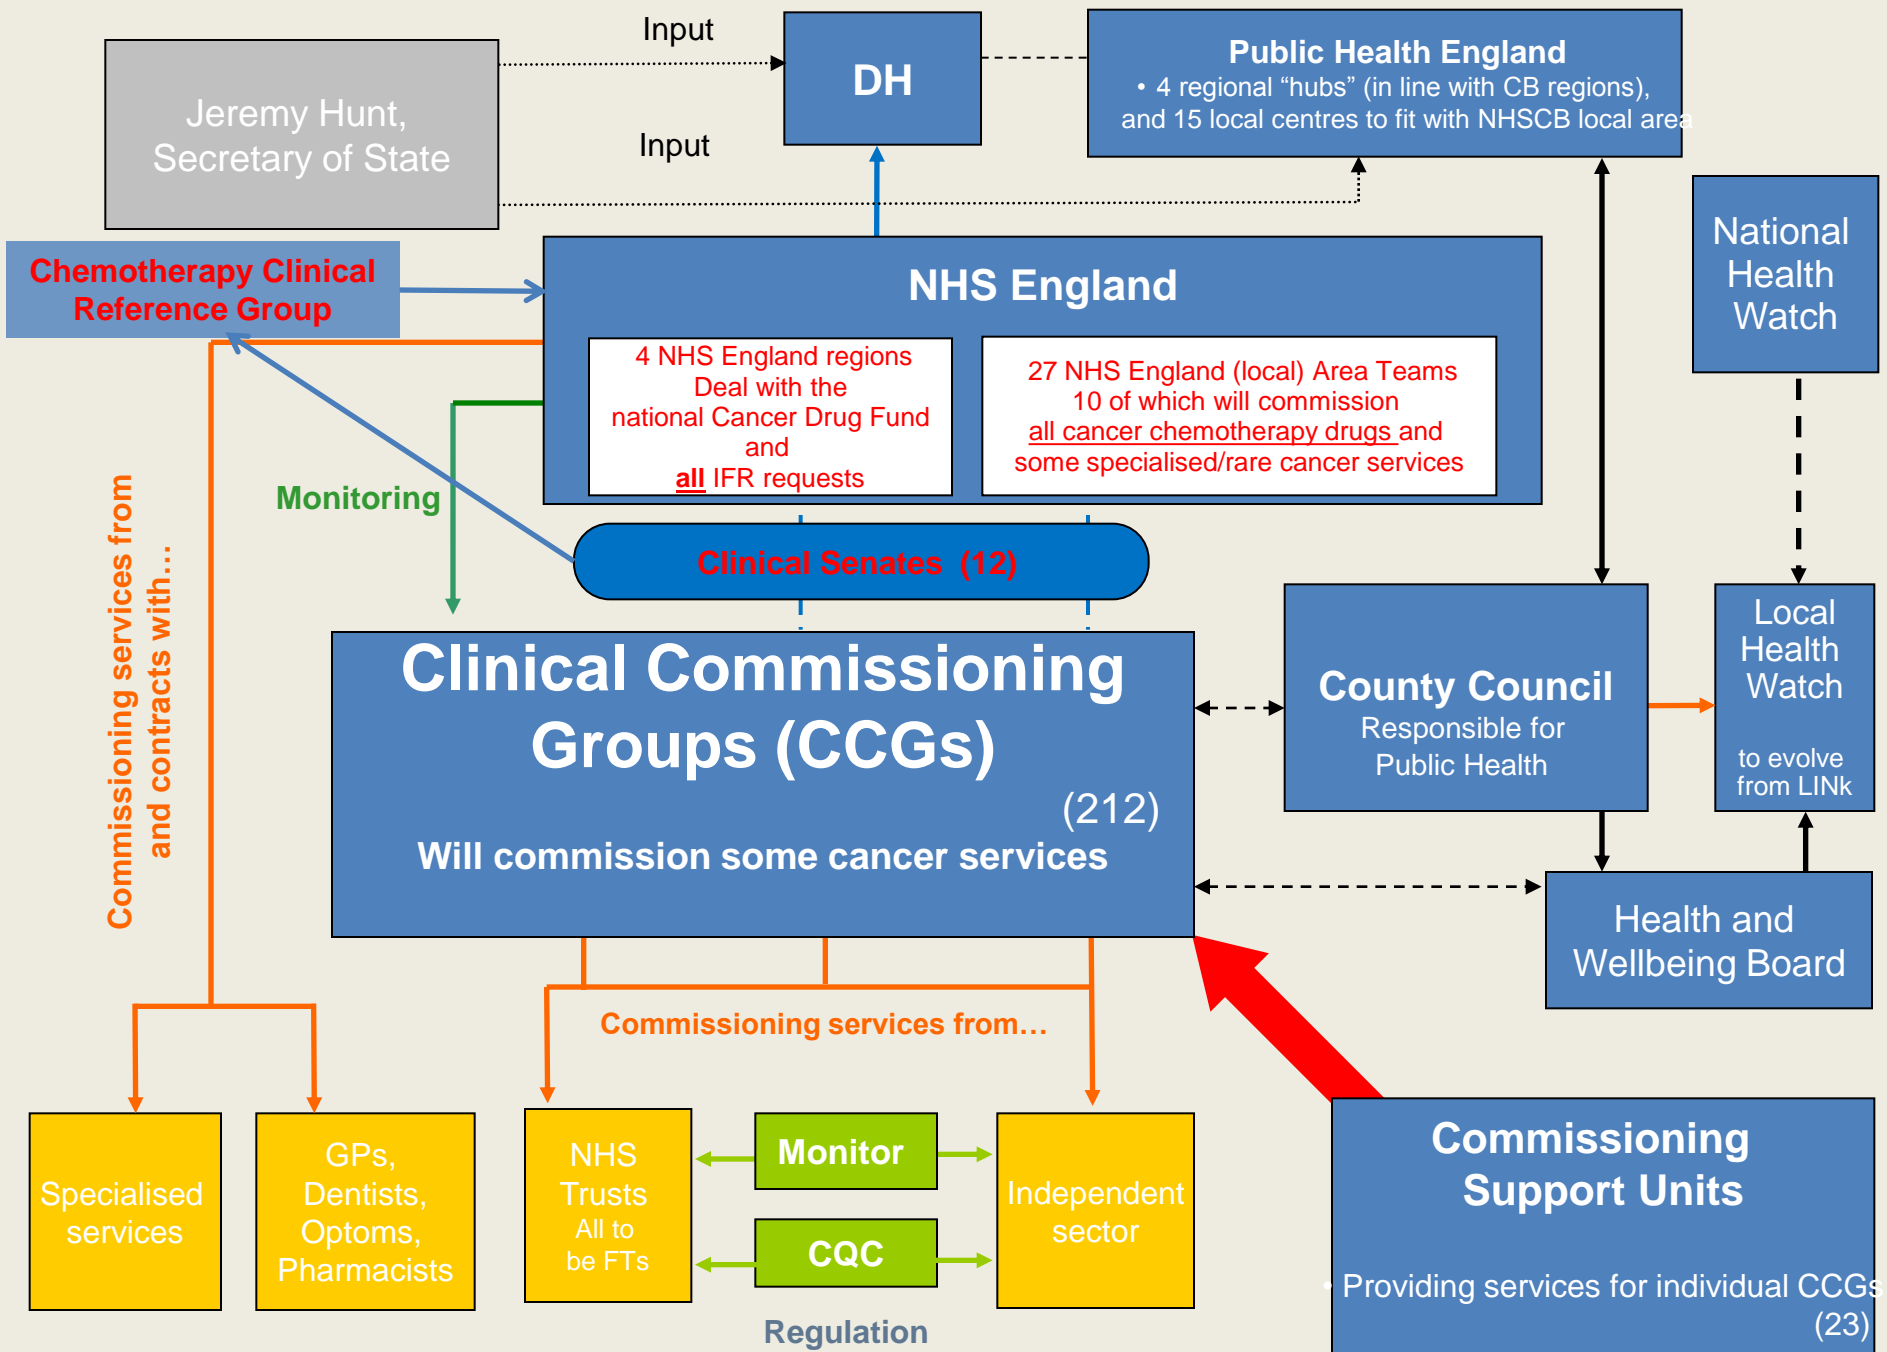 Input
DH
Public Health England
• 4 regional “hubs” (in line with CB regions),
and 15 local centres to fit with NHSCB local area
Jeremy Hunt,
Secretary of State
Input
National
Health
Watch
Chemotherapy Clinical
Reference Group
NHS England
4 NHS England regions
Deal with the
national Cancer Drug Fund
and
all IFR requests
27 NHS England (local) Area Teams
10 of which will commission
all cancer chemotherapy drugs and
some specialised/rare cancer services
Monitoring
Commissioning services from
and contracts with…
Clinical Senates (12)
Clinical Commissioning
Groups (CCGs)
(212)
Will commission some cancer services
County Council
Responsible for
Public Health
Local
Health
Watch
to evolve
from LINk
Health and
Wellbeing Board
Commissioning services from…
Specialised
services
GPs,
Dentists,
Optoms,
Pharmacists
NHS
Trusts
All to
be FTs
Monitor
CQC
Independent
sector
Regulation
Commissioning
Support Units
• Providing services for individual CCGs
(23)